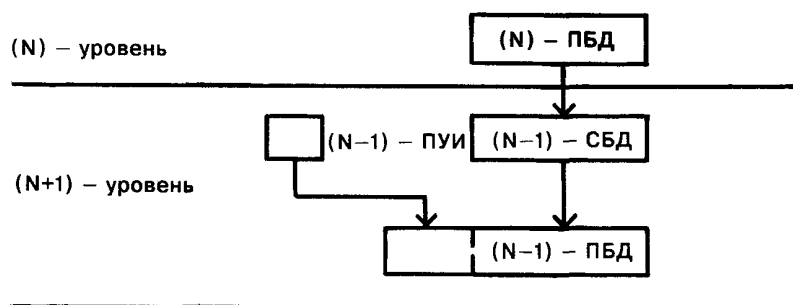 (N) – уровень
(N) – ПБД
(N–1) – ПУИ
(N–1) – СБД
(N+1) – уровень
(N–1) – ПБД